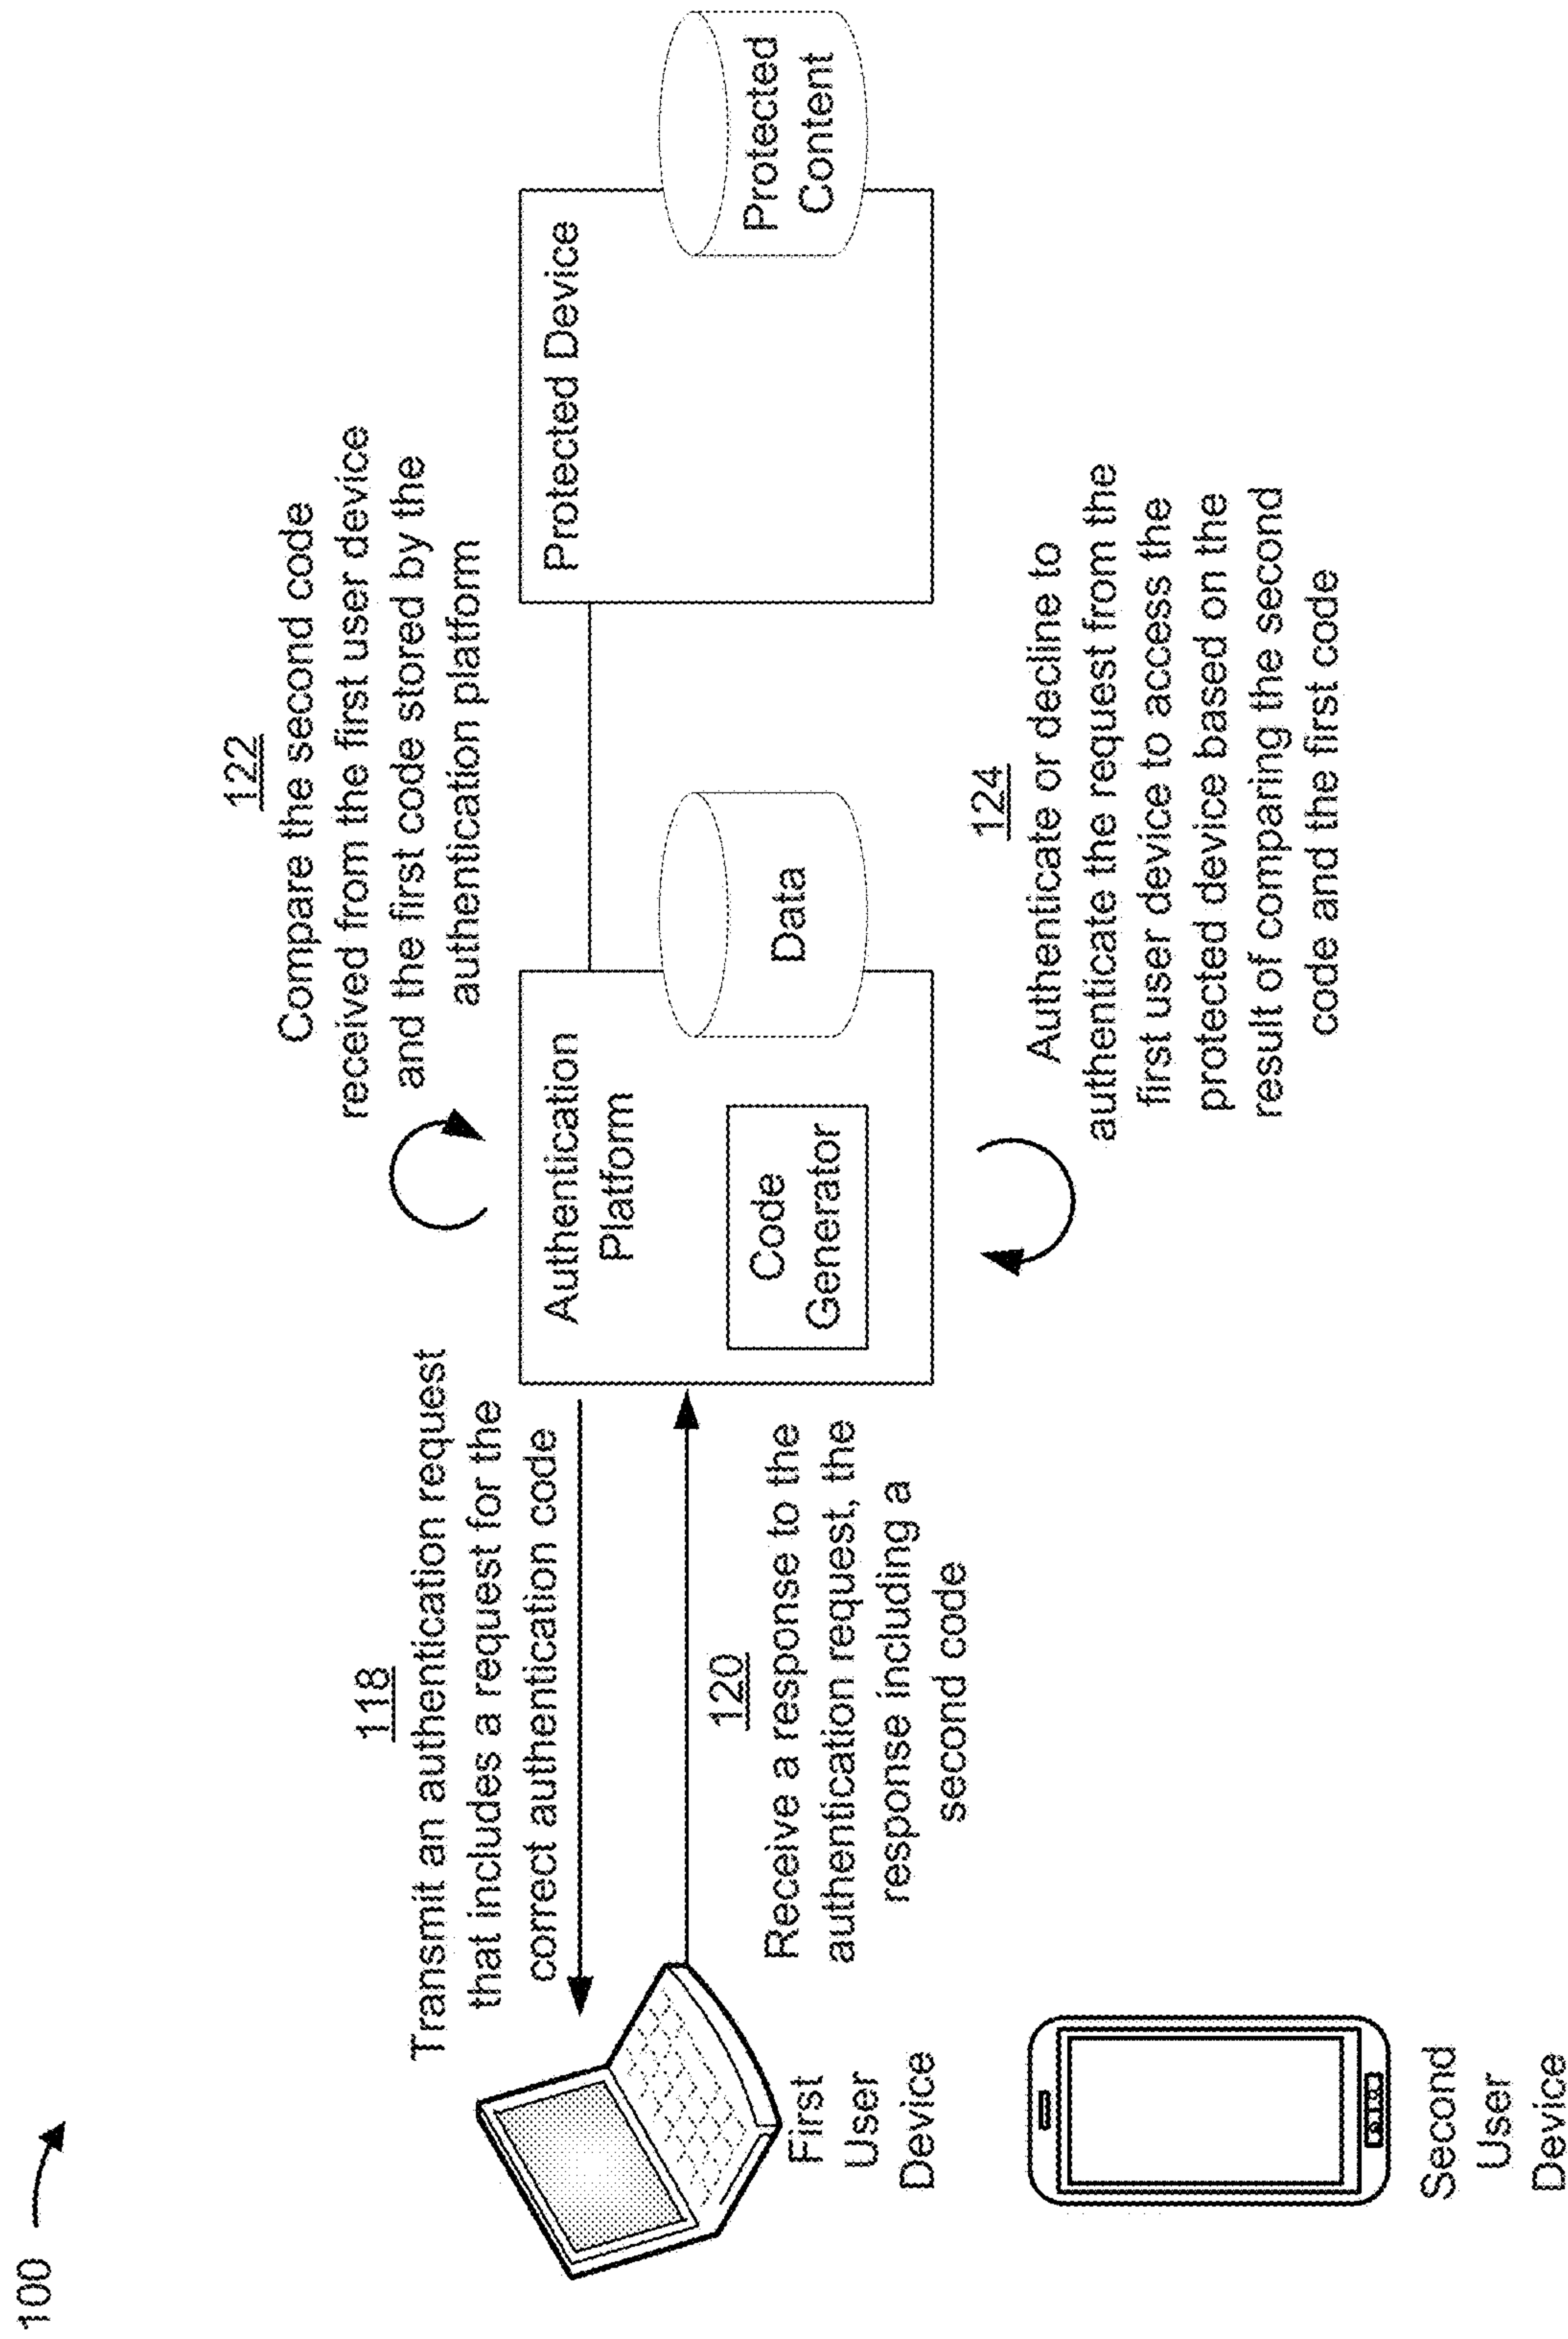 100
118
Transmit an authentication request
that includes a request for the
correct authentication code
120
Receive a response to the
authentication request, the
response including a
second code
First
User
Device
Second
User
Device
122
Compare the second code
received from the first user device
and the first code stored by the
authentication platform
Authentication
Platform
Code
Generator
Data
124
Authenticate or decline to
authenticate the request from the
first user device to access the
protected device based on the
result of comparing the second
code and the first code
Protected Device
Protected
Content